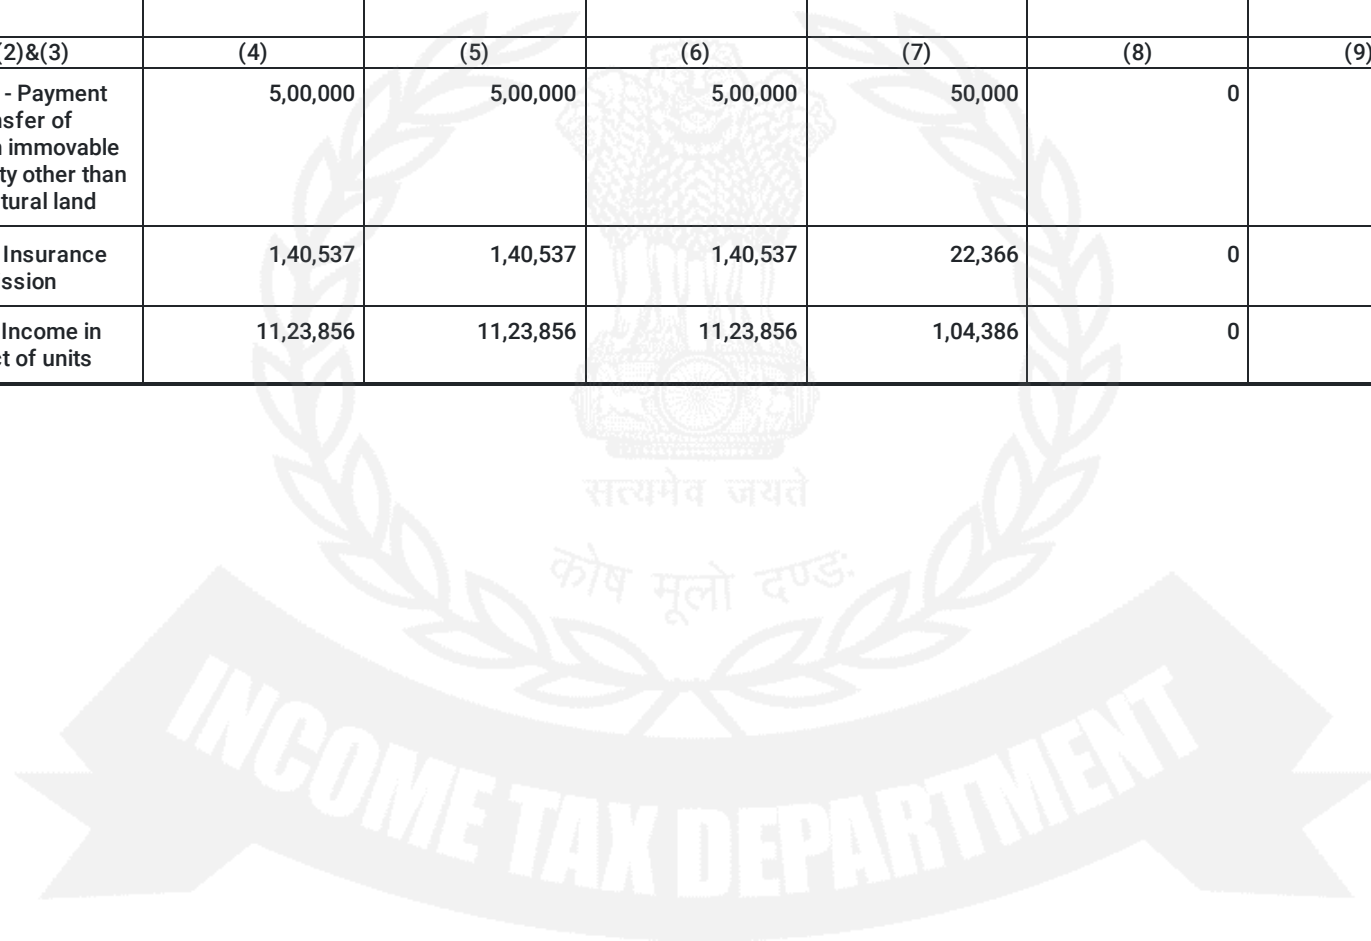 (2)&(3) (4) (5) (6) (7) (8) (9)
- Payment 5,00,000 5,00,000 5,00,000 50,000 0
nsfer of
immovable
ty other than
tural land
Insurance 1,40,537 1,40,537 1,40,537 22,366 0
ssion
Income in 11,23,856 11,23,856 11,23,856 1,04,386 0
ct of units
सत्यमेव जयते
कोष मूलो दण्डः
INCOME TAX DEPARTMENT